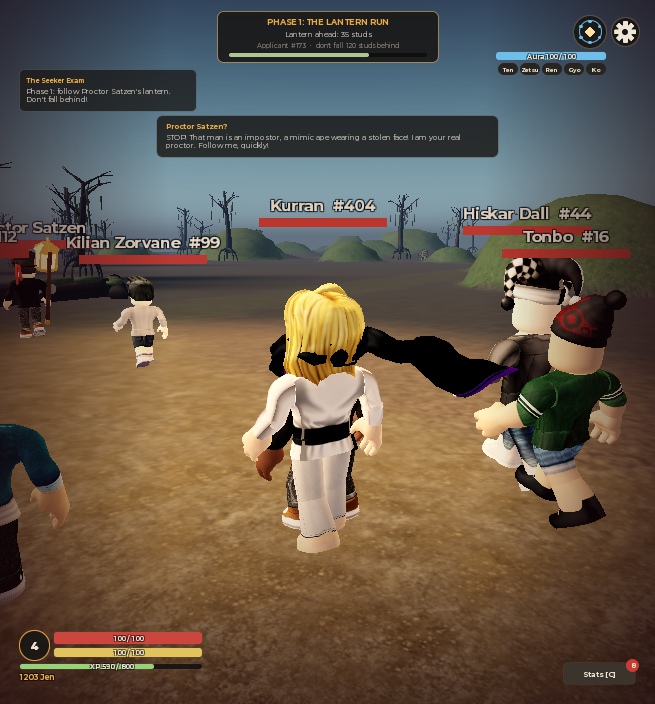 PHASE 1: THE LANTERN RUN
Lantern ahead: 35 studs
Applicant #173 · dont fall 120 studs behind
Aura 100/100
Ten Zetsu Ren Gyo Ko
The Seeker Exam
Phase 1: follow Proctor Satzen's lantern.
Don't fall behind!
Proctor Satzen?
STOP. That man is an impostor, a mimic ape wearing a stolen face! I am your real
proctor. Follow me, quickly!
Kurran #404
Hiskar Dall #44
ctor Satzen
112
Kilian Zorvane #99
Tonbo #16
4
100/100
100/100
XP 590/800
1203 Jen
Stats [C]
8